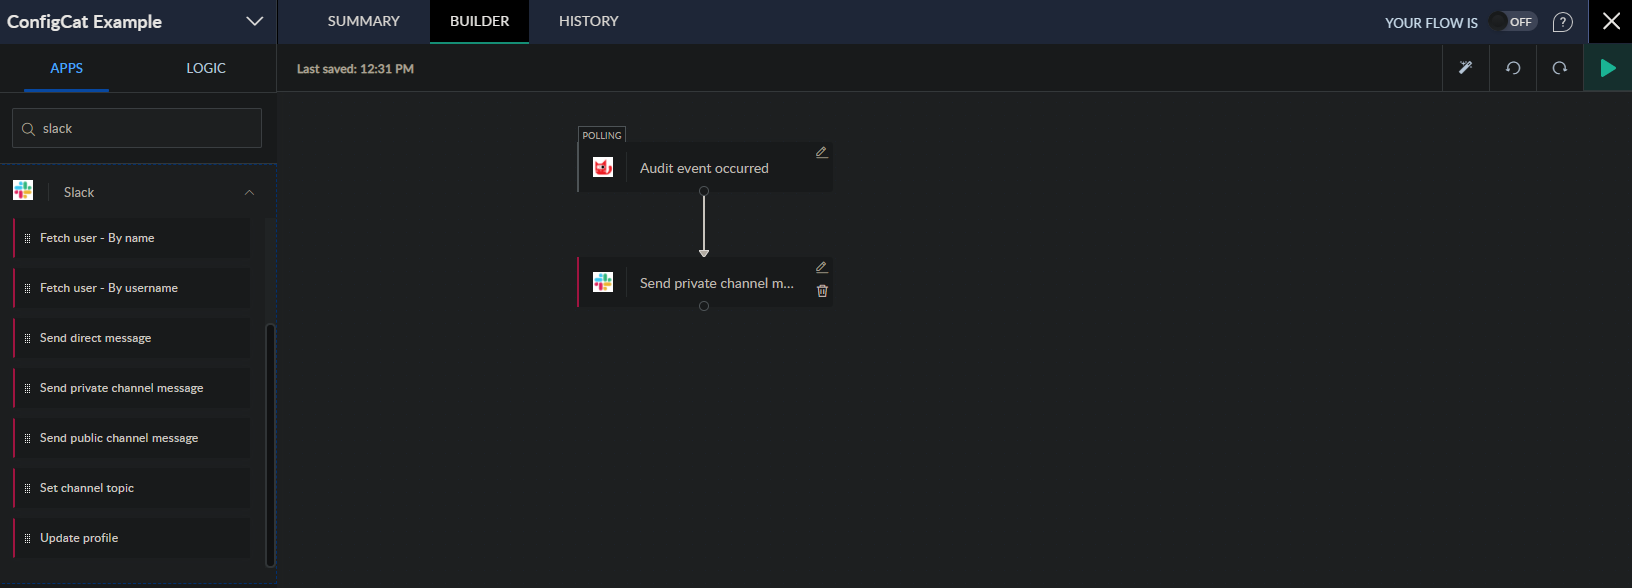 ConfigCat Example
SUMMARY
BUILDER
HISTORY
YOUR FLOW IS
OFF
?
APPS
LOGIC
Last saved: 12:31 PM
slack
Slack
Fetch user - By name
Fetch user - By username
Send direct message
Send private channel message
Send public channel message
Set channel topic
Update profile
POLLING
Audit event occurred
Send private channel m...